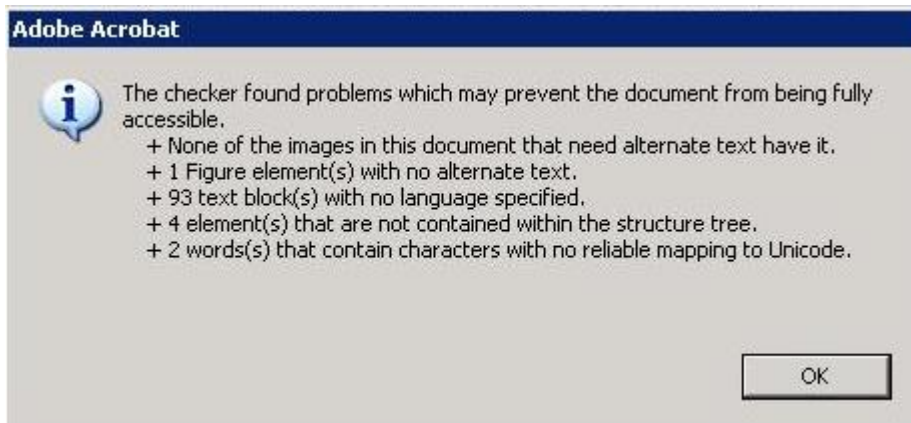 Adobe Acrobat
The checker found problems which may prevent the document from being fully
accessible.
+ None of the images in this document that need alternate text have it.
+ 1 Figure element(s) with no alternate text.
+ 93 text block(s) with no language specified.
+ 4 element(s) that are not contained within the structure tree.
+ 2 words(s) that contain characters with no reliable mapping to Unicode.
OK